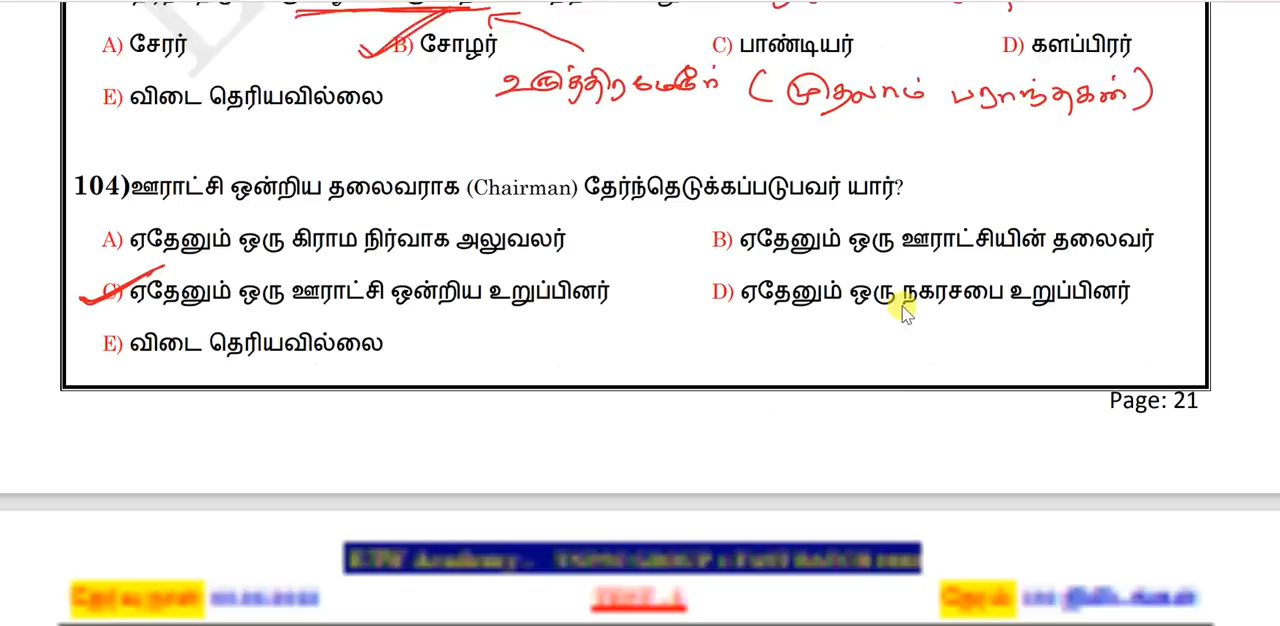 A) சேரர் B) சோழர் C) பாண்டியர் D) களப்பிரர்
உருத்திரமேரூர் (முதலாம் பராந்தகன்)
E) விடை தெரியவில்லை
104)ஊராட்சி ஒன்றிய தலைவராக (Chairman) தேர்ந்தெடுக்கப்படுபவர் யார்?
A) ஏதேனும் ஒரு கிராம நிர்வாக அலுவலர் B) ஏதேனும் ஒரு ஊராட்சியின் தலைவர்
C) ஏதேனும் ஒரு ஊராட்சி ஒன்றிய உறுப்பினர் D) ஏதேனும் ஒரு நகரசபை உறுப்பினர்
E) விடை தெரியவில்லை
Page: 21